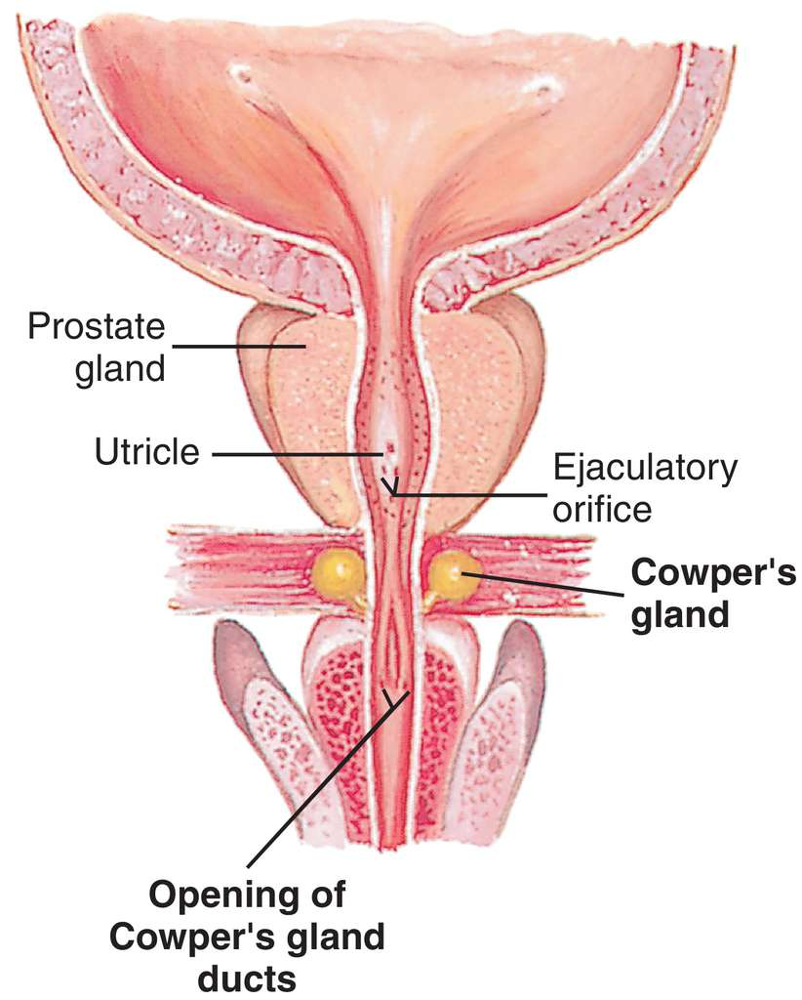 Prostate
gland
Utricle
Ejaculatory
orifice
Cowper's
gland
Opening of
Cowper's gland
ducts